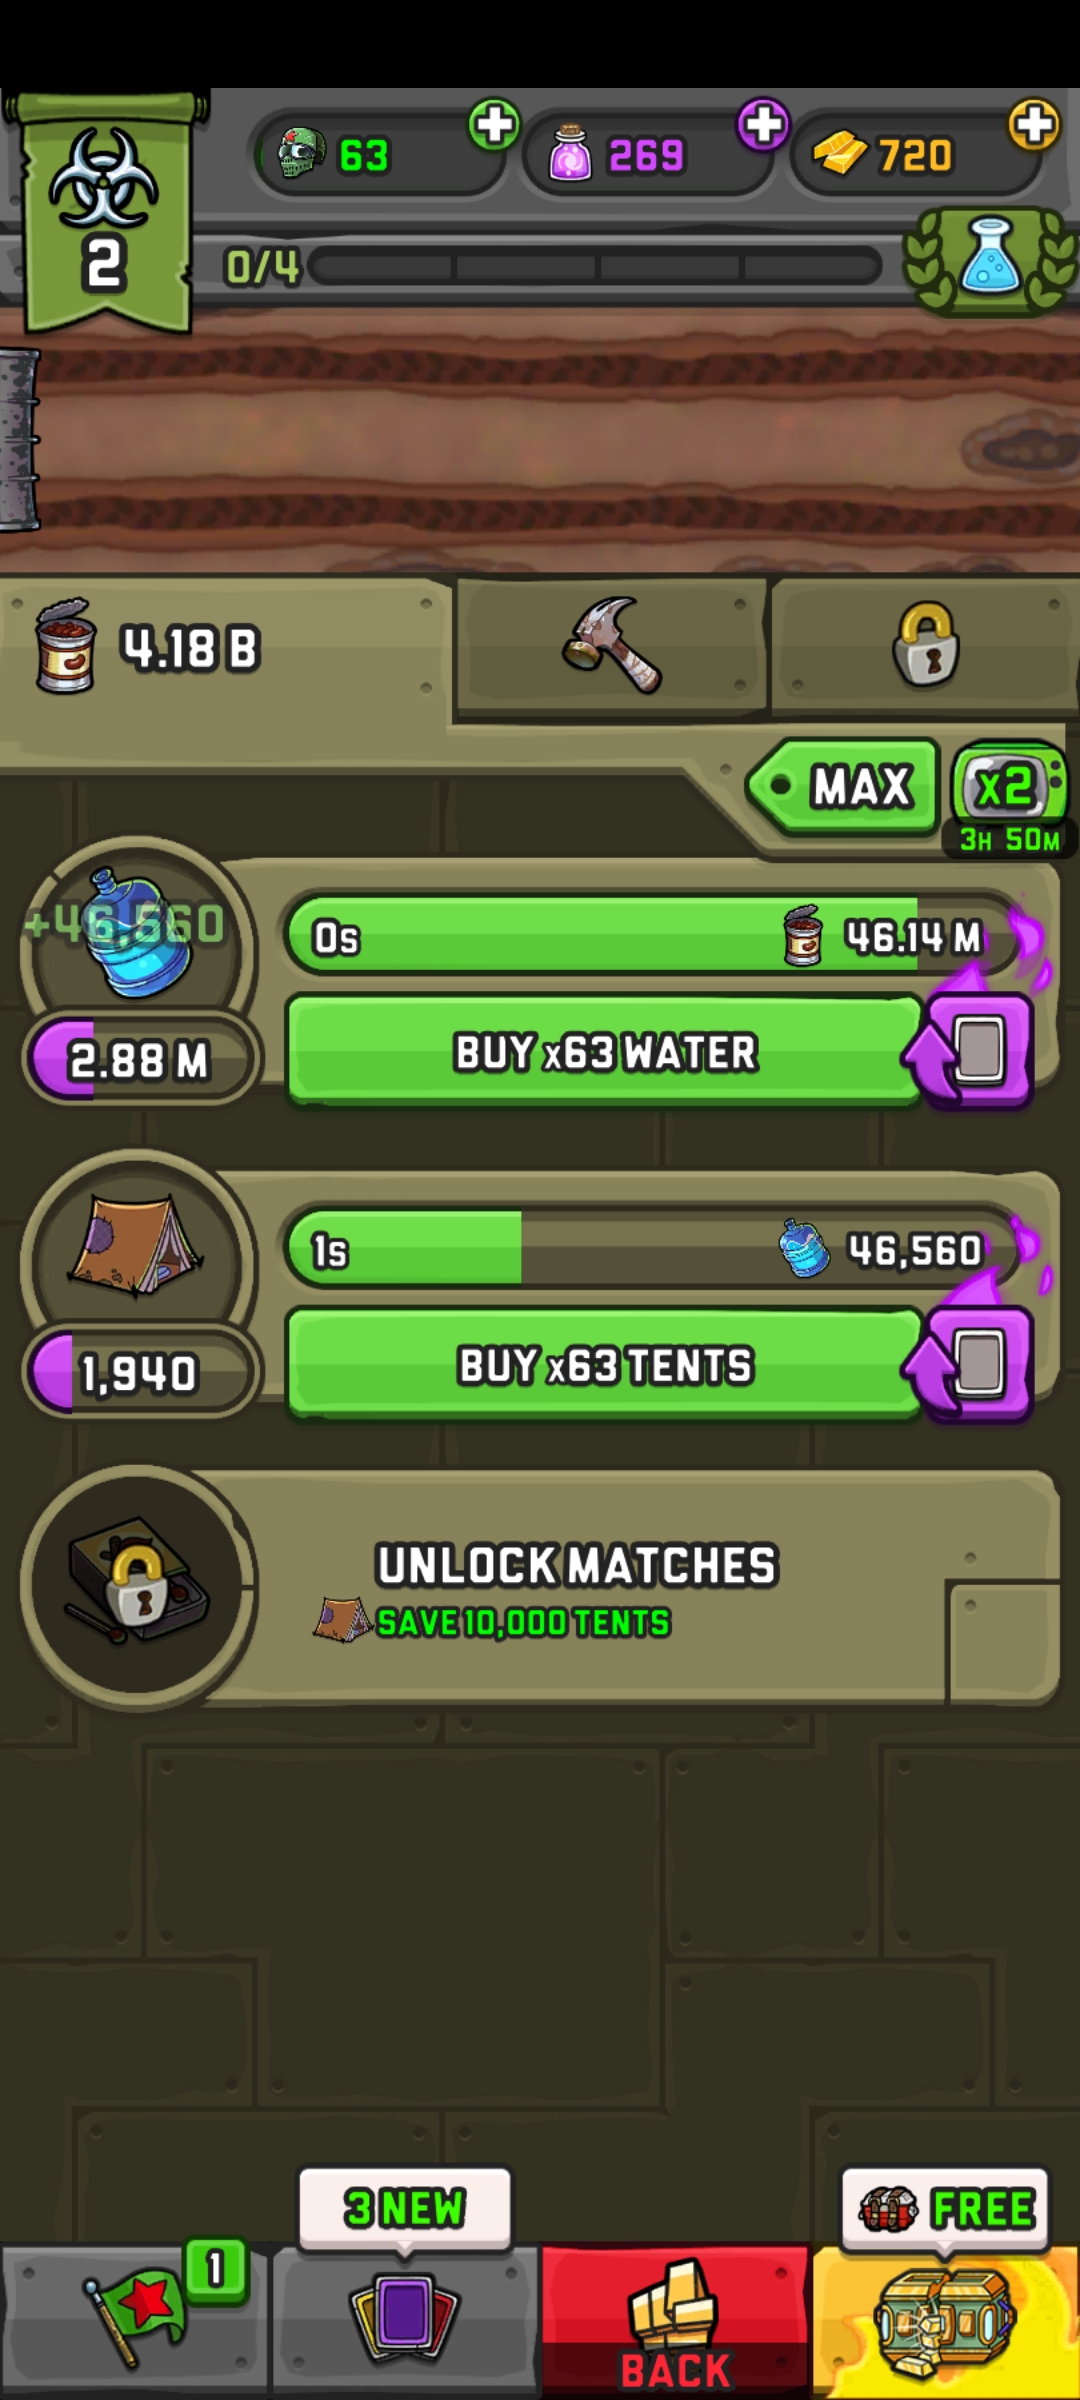 63
269
720
2
0/4
4.18 B
MAX
x2
3H 50M
+46,560
0s
46.14 M
2.88 M
BUY x63 WATER
1s
46,560
1,940
BUY x63 TENTS
UNLOCK MATCHES
SAVE 10,000 TENTS
3 NEW
FREE
1
BACK